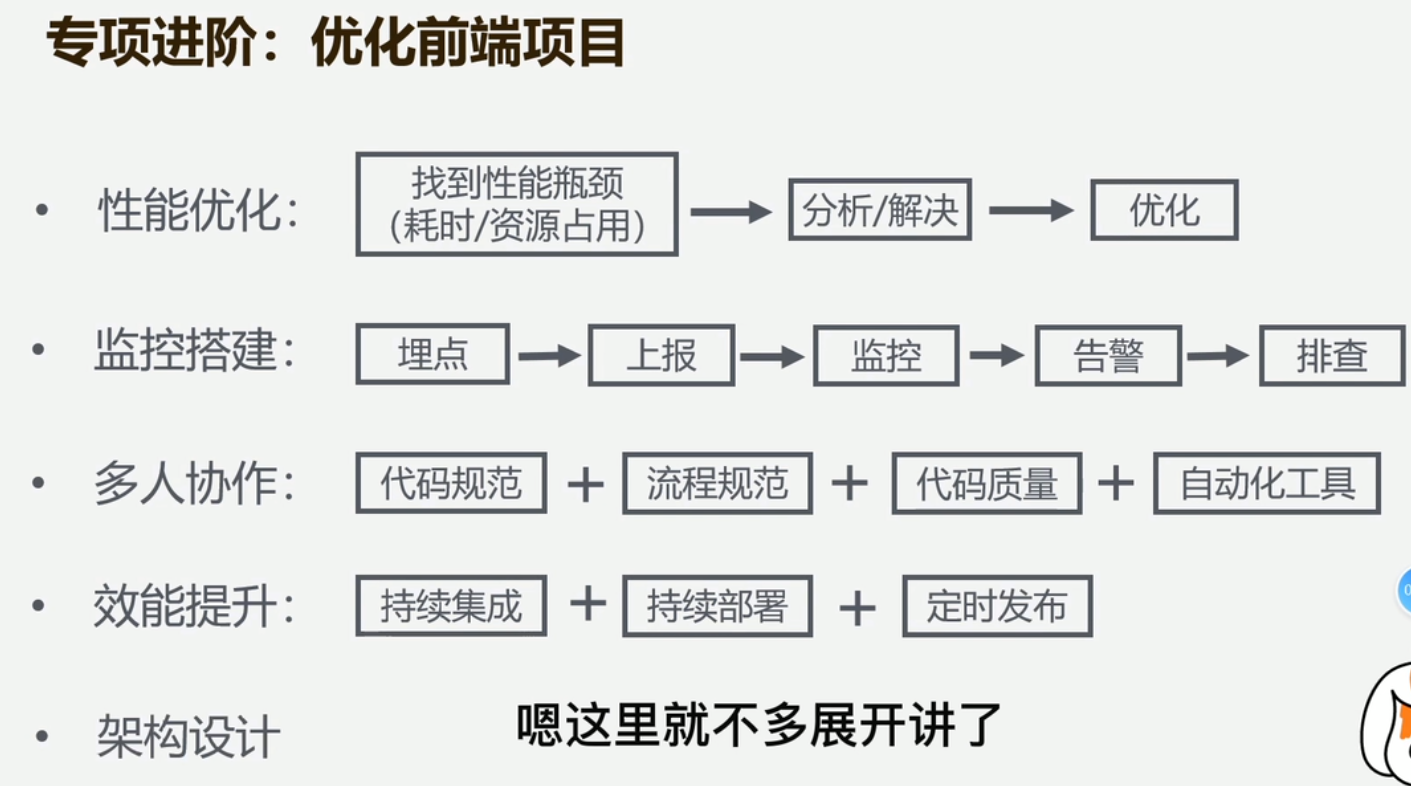 专项进阶：优化前端项目
• 性能优化： 找到性能瓶颈
（耗时/资源占用） 分析/解决 优化
• 监控搭建： 埋点 上报 监控 告警 排查
• 多人协作： 代码规范 + 流程规范 + 代码质量 + 自动化工具
• 效能提升： 持续集成 + 持续部署 + 定时发布
• 架构设计
嗯这里就不多展开讲了